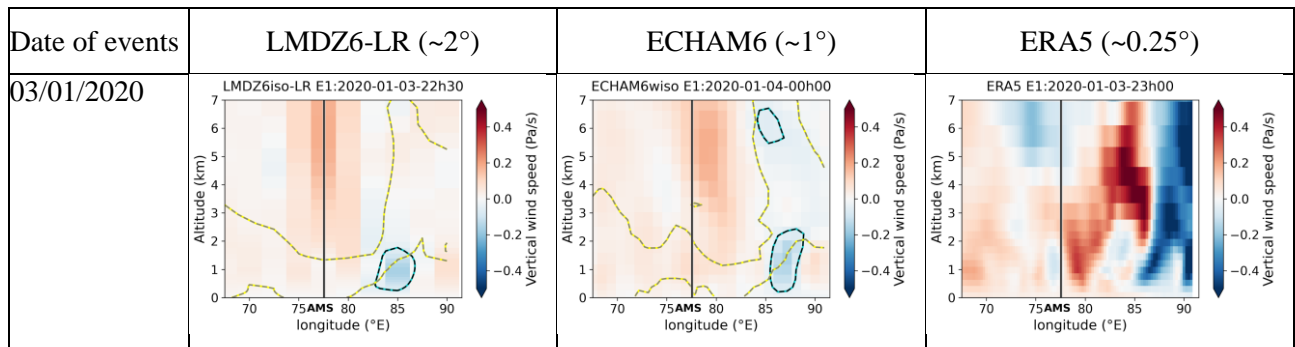 Date of events LMDZ6-LR (~2°) ECHAM6 (~1°) ERA5 (~0.25°)
03/01/2020
LMDZ6iso-LR E1:2020-01-03-22h30
7
6
5
4
3
2
1
0
Altitude (km)
70 75 AMS 80 85 90
longitude (°E)
0.4
0.2
0.0
−0.2
−0.4
Vertical wind speed (Pa/s)
ECHAM6wiso E1:2020-01-04-00h00
7
6
5
4
3
2
1
0
Altitude (km)
70 75 AMS 80 85 90
longitude (°E)
0.4
0.2
0.0
−0.2
−0.4
Vertical wind speed (Pa/s)
ERA5 E1:2020-01-03-23h00
7
6
5
4
3
2
1
0
Altitude (km)
70 75 AMS 80 85 90
longitude (°E)
0.4
0.2
0.0
−0.2
−0.4
Vertical wind speed (Pa/s)